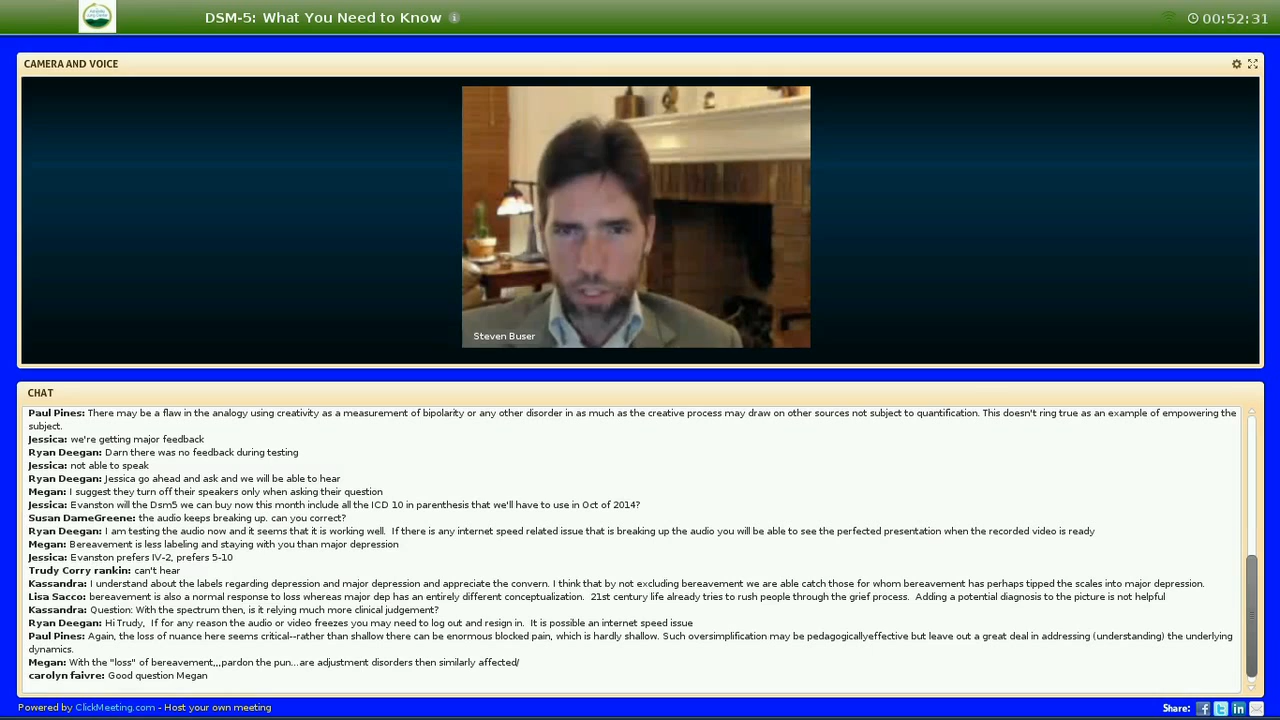 DSM-5: What You Need to Know
00:52:31
CAMERA AND VOICE
Steven Buser
CHAT
Paul Pines: There may be a flaw in the analogy using creativity as a measurement of bipolarity or any other disorder in as much as the creative process may draw on other sources not subject to quantification. This doesn't ring true as an example of empowering the
subject.
Jessica: we're getting major feedback
Ryan Deegan: Darn there was no feedback during testing
Jessica: not able to speak
Ryan Deegan: Jessica go ahead and ask and we will be able to hear
Megan: I suggest they turn off their speakers only when asking their question
Jessica: Evanston will the Dsm5 we can buy now this month include all the ICD 10 in parenthesis that we'll have to use in Oct of 2014?
Susan DameGreene: the audio keeps breaking up. can you correct?
Ryan Deegan: I am testing the audio now and it seems that it is working well.  If there is any internet speed related issue that is breaking up the audio you will be able to see the perfected presentation when the recorded video is ready
Megan: Bereavement is less labeling and staying with you than major depression
Jessica: Evanston prefers IV-2, prefers 5-10
Trudy Corry rankin: can't hear
Kassandra: I understand about the labels regarding depression and major depression and appreciate the convern. I think that by not excluding bereavement we are able catch those for whom bereavement has perhaps tipped the scales into major depression.
Lisa Sacco: bereavement is also a normal response to loss whereas major dep has an entirely different conceptualization.  21st century life already tries to rush people through the grief process.  Adding a potential diagnosis to the picture is not helpful
Kassandra: Question: With the spectrum then, is it relying much more clinical judgement?
Ryan Deegan: Hi Trudy,  If for any reason the audio or video freezes you may need to log out and resign in.  It is possible an internet speed issue
Paul Pines: Again, the loss of nuance here seems critical--rather than shallow there can be enormous blocked pain, which is hardly shallow. Such oversimplification may be pedagogicallyeffective but leave out a great deal in addressing (understanding) the underlying
dynamics.
Megan: With the "loss" of bereavement,,,pardon the pun...are adjustment disorders then similarly affected/
carolyn faivre: Good question Megan
Powered by ClickMeeting.com - Host your own meeting
Share: